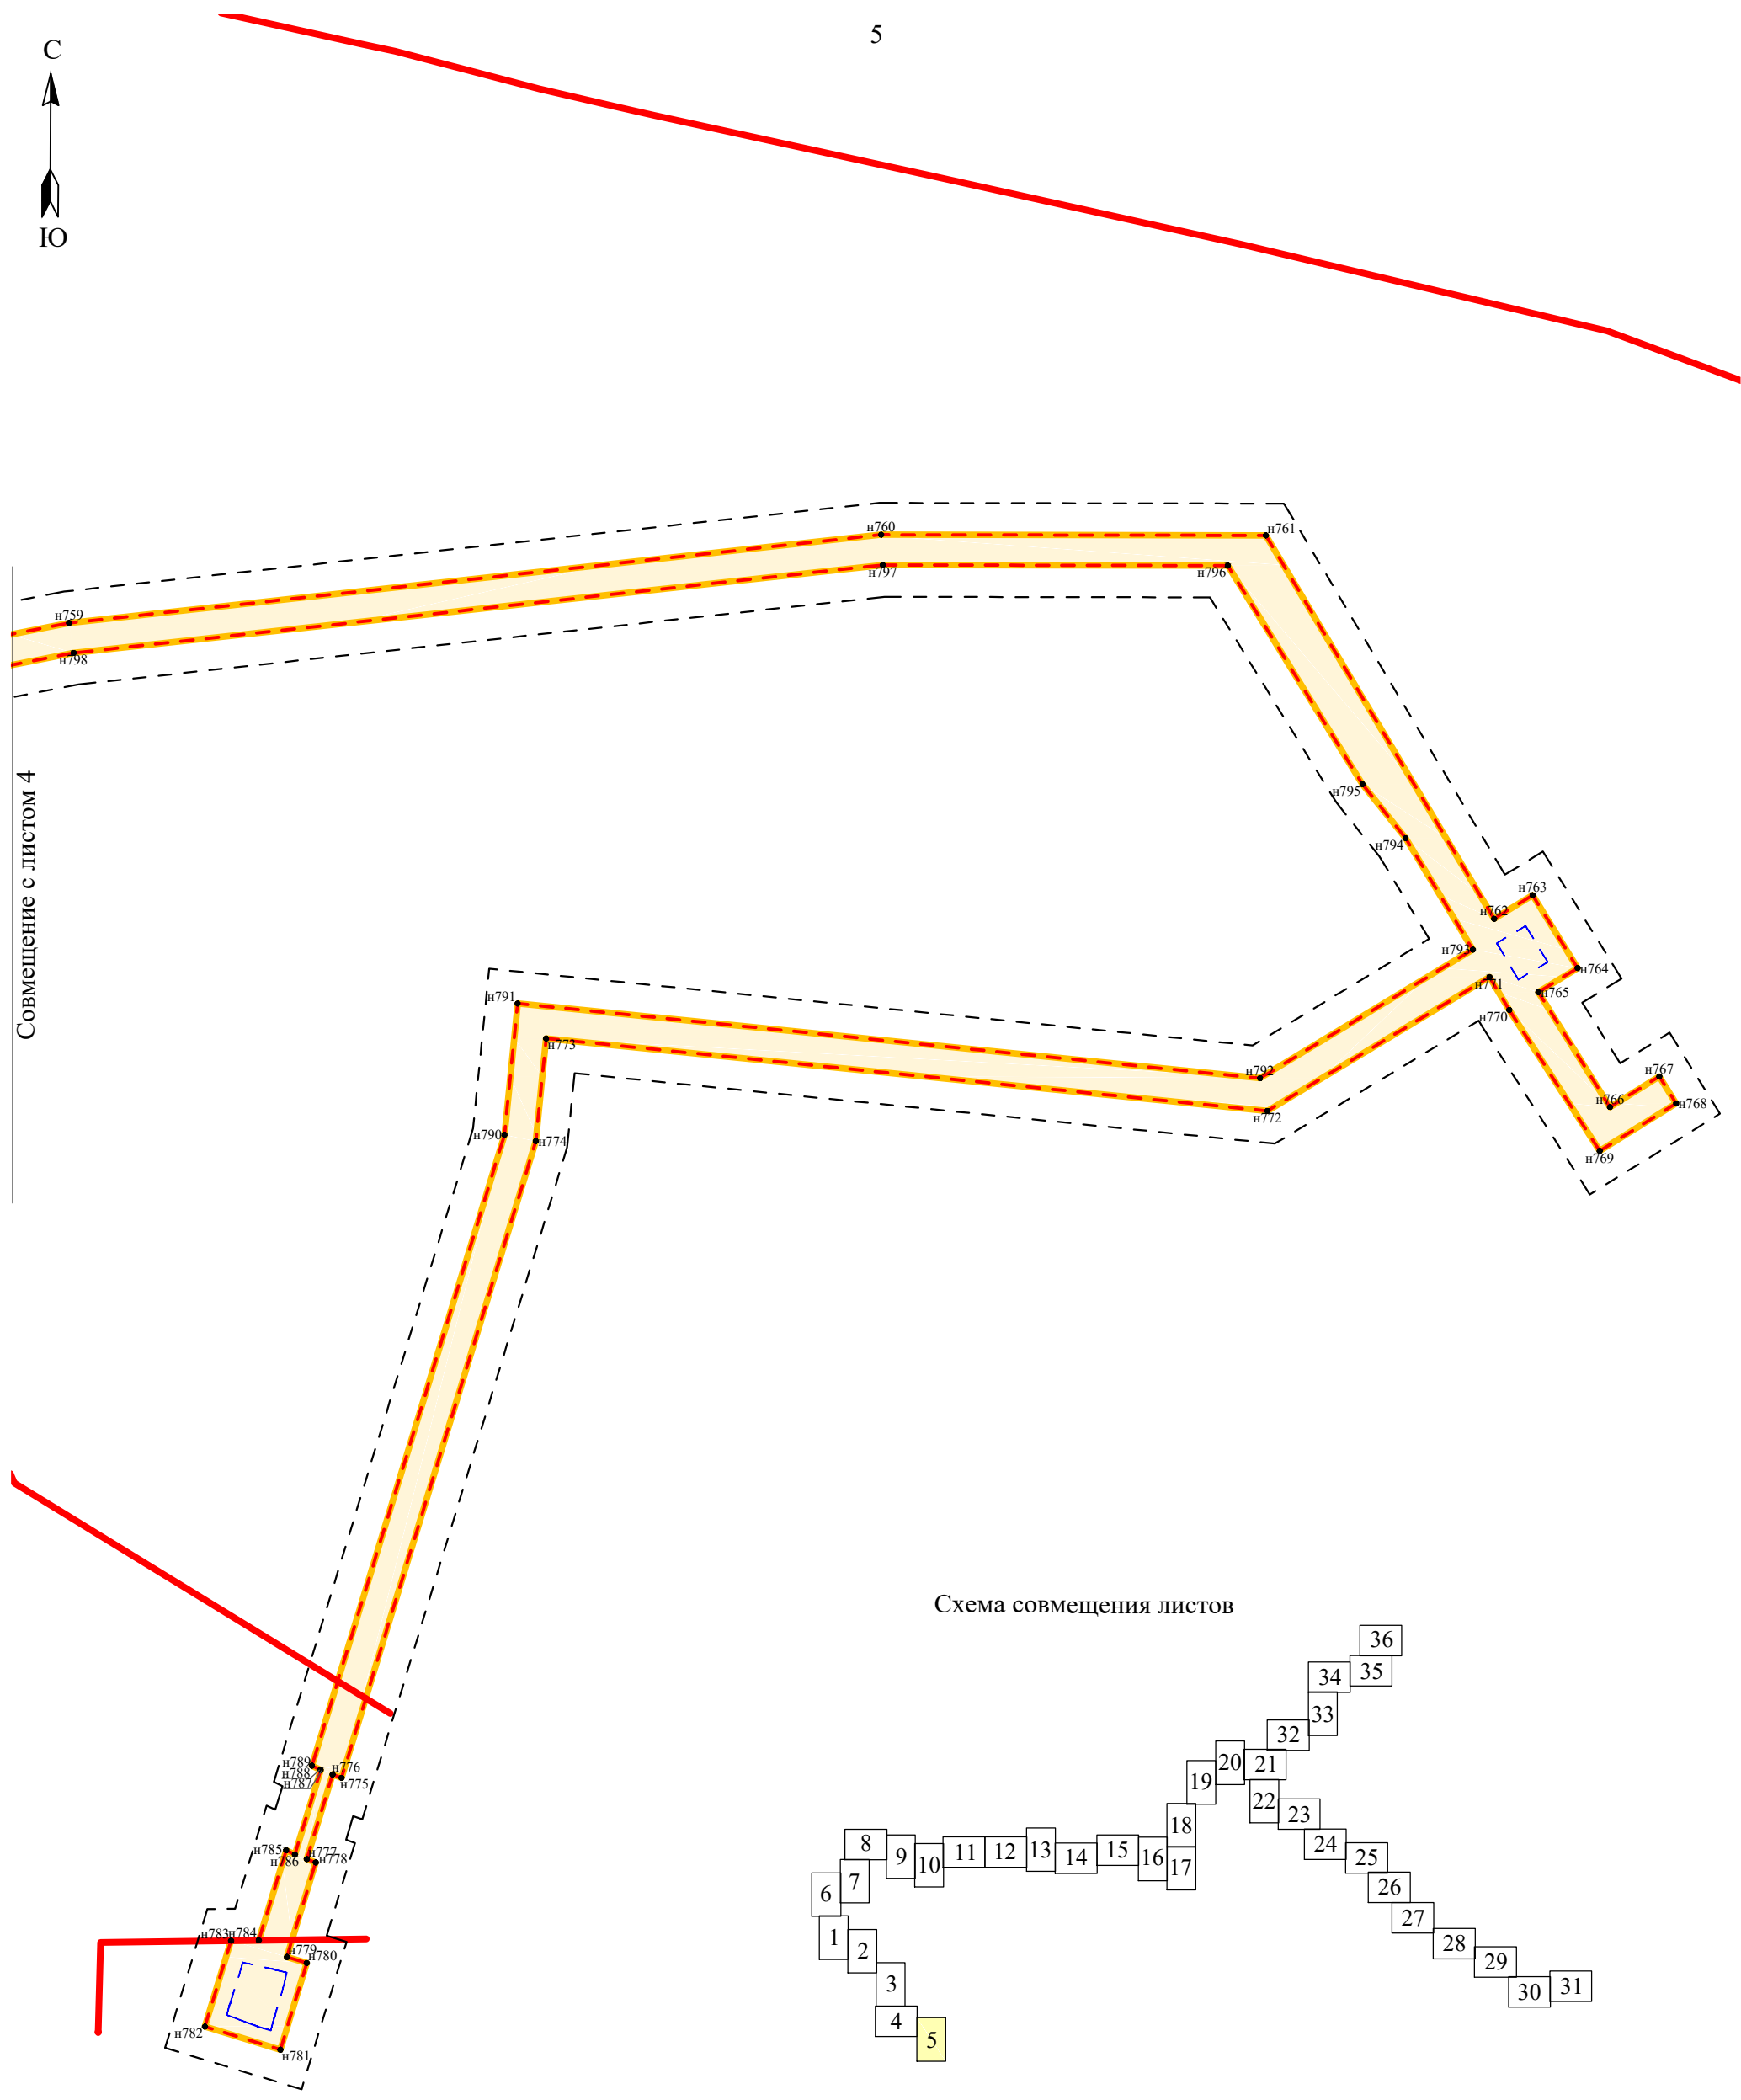 5
С
Ю
н760
н761
н797
н796
н759
н798
н795
н794
Совмещение с листом 4
н763
н762
н793
н764
н771
н765
н791
н770
н773
н792
н767
н768
н766
н772
н790
н774
н769
Схема совмещения листов
36
35
34
33
32
20
21
19
22
23
18
24
8
9
10
11
12
13
14
15
16
17
25
7
6
26
27
1
2
28
29
3
30
31
4
5
н789
н788
н787
н776
н775
н785
н786
н777
н778
н783
н784
н779
н780
н782
н781